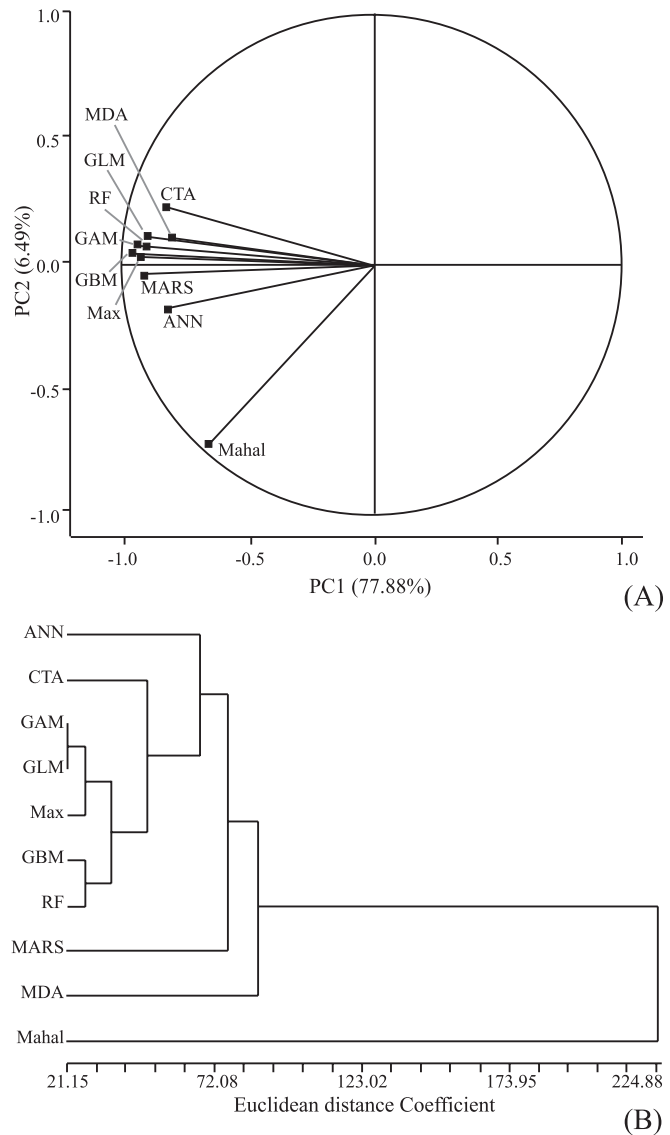 1.0
0.5
0.0
-0.5
-1.0
PC2 (6.49%)
MDA
GLM
RF
GAM
GBM
Max
CTA
MARS
ANN
Mahal
-1.0 -0.5 0.0 0.5 1.0
PC1 (77.88%)
(A)
ANN
CTA
GAM
GLM
Max
GBM
RF
MARS
MDA
Mahal
21.15 72.08 123.02 173.95 224.88
Euclidean distance Coefficient
(B)